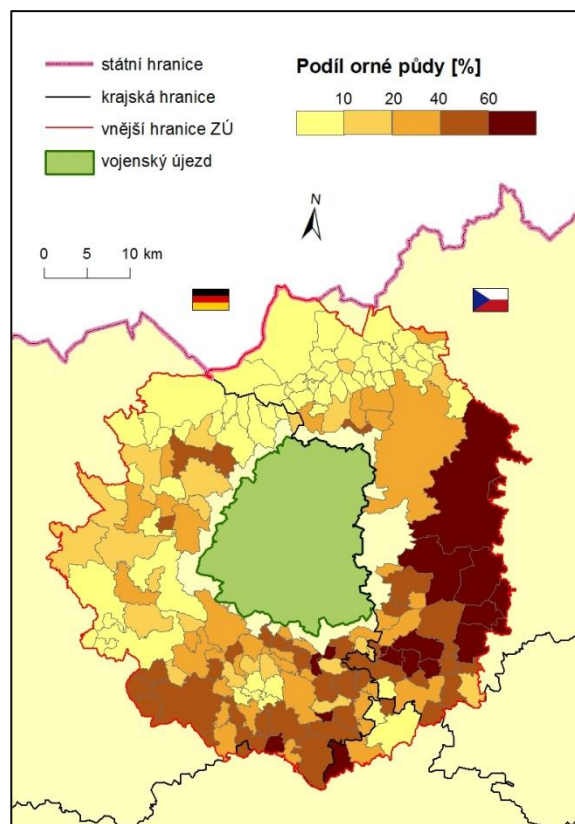 státní hranice
krajská hranice
vnější hranice ZÚ
vojenský újezd
Podíl orné půdy [%]
10 20 40 60
N
0 5 10 km